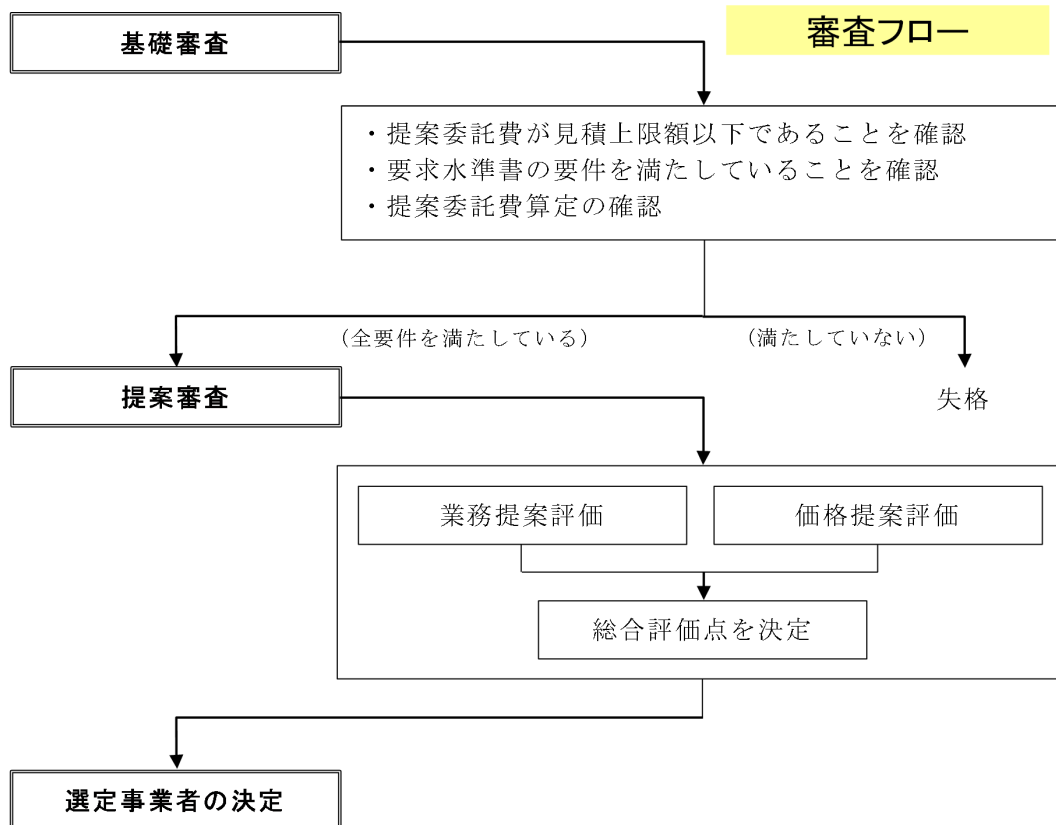 審査フロー
基礎審査
・提案委託費が見積上限額以下であることを確認
・要求水準書の要件を満たしていることを確認
・提案委託費算定の確認
(全要件を満たしている)
(満たしていない)
提案審査
失格
業務提案評価
価格提案評価
総合評価点を決定
選定事業者の決定